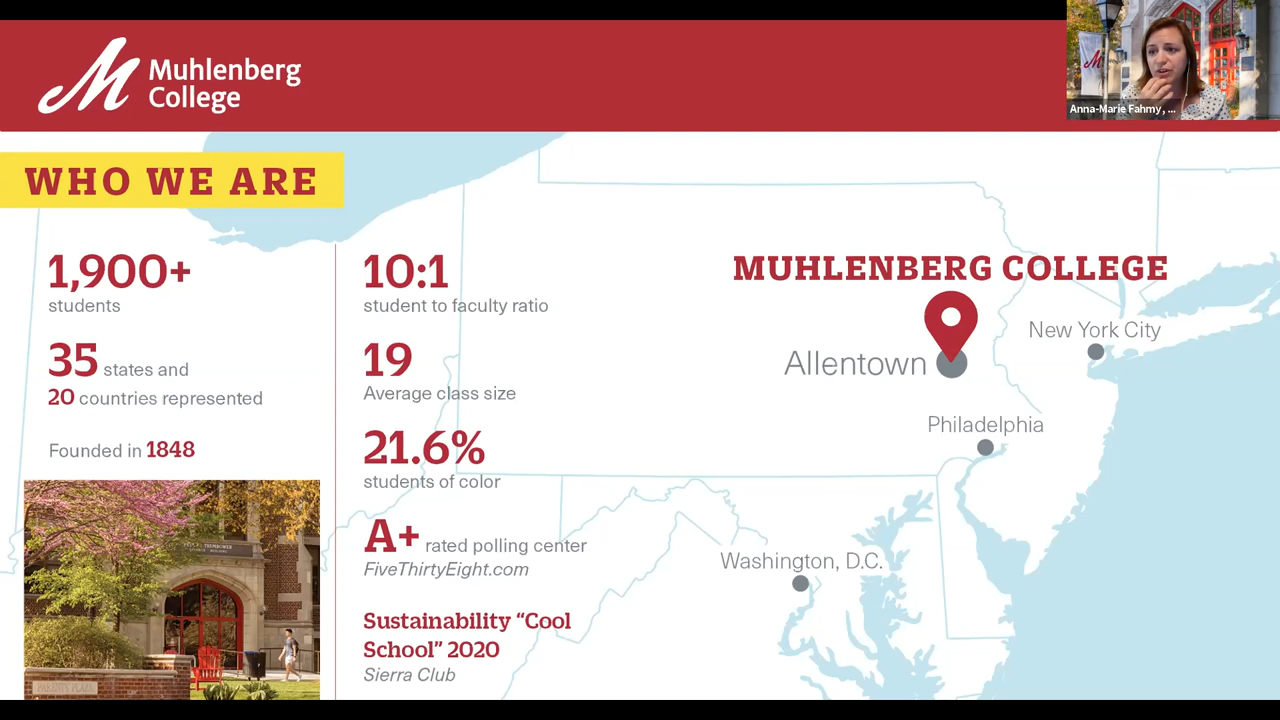 Muhlenberg
College
Anna-Marie Fahmy, ...
WHO WE ARE
1,900+
students
35 states and
20 countries represented
Founded in 1848
10:1
student to faculty ratio
19
Average class size
21.6%
students of color
A+ rated polling center
FiveThirtyEight.com
Sustainability “Cool
School” 2020
Sierra Club
MUHLENBERG COLLEGE
New York City
Allentown
Philadelphia
Washington, D.C.